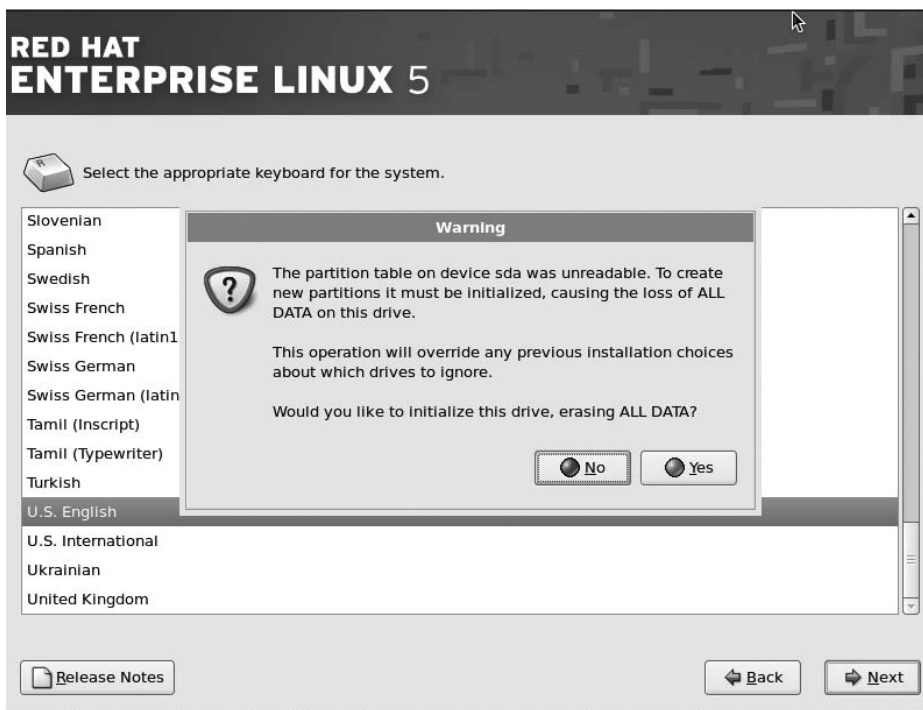 RED HAT
ENTERPRISE LINUX 5
Select the appropriate keyboard for the system.
Slovenian
Spanish
Swedish
Swiss French
Swiss French (latin1
Swiss German
Swiss German (latin
Tamil (Inscript)
Tamil (Typewriter)
Turkish
U.S. English
U.S. International
Ukrainian
United Kingdom
Warning
?
The partition table on device sda was unreadable. To create
new partitions it must be initialized, causing the loss of ALL
DATA on this drive.
This operation will override any previous installation choices
about which drives to ignore.
Would you like to initialize this drive, erasing ALL DATA?
No
Yes
Release Notes
Back
Next